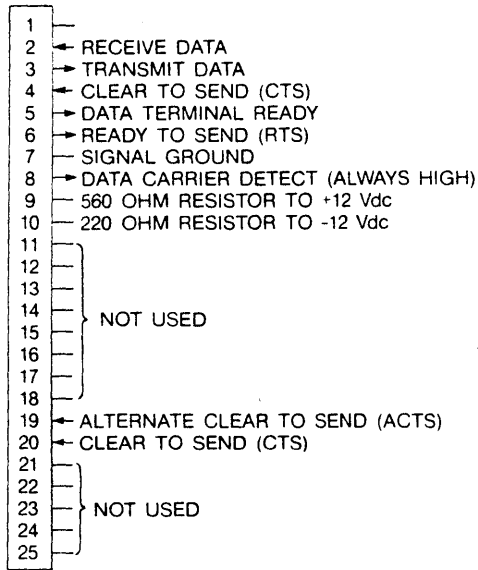 1
2 RECEIVE DATA
3 TRANSMIT DATA
4 CLEAR TO SEND (CTS)
5 DATA TERMINAL READY
6 READY TO SEND (RTS)
7 SIGNAL GROUND
8 DATA CARRIER DETECT (ALWAYS HIGH)
9 560 OHM RESISTOR TO +12 Vdc
10 220 OHM RESISTOR TO -12 Vdc
11
12
13
14
NOT USED
15
16
17
18
19 ALTERNATE CLEAR TO SEND (ACTS)
20 CLEAR TO SEND (CTS)
21
22
23 NOT USED
24
25